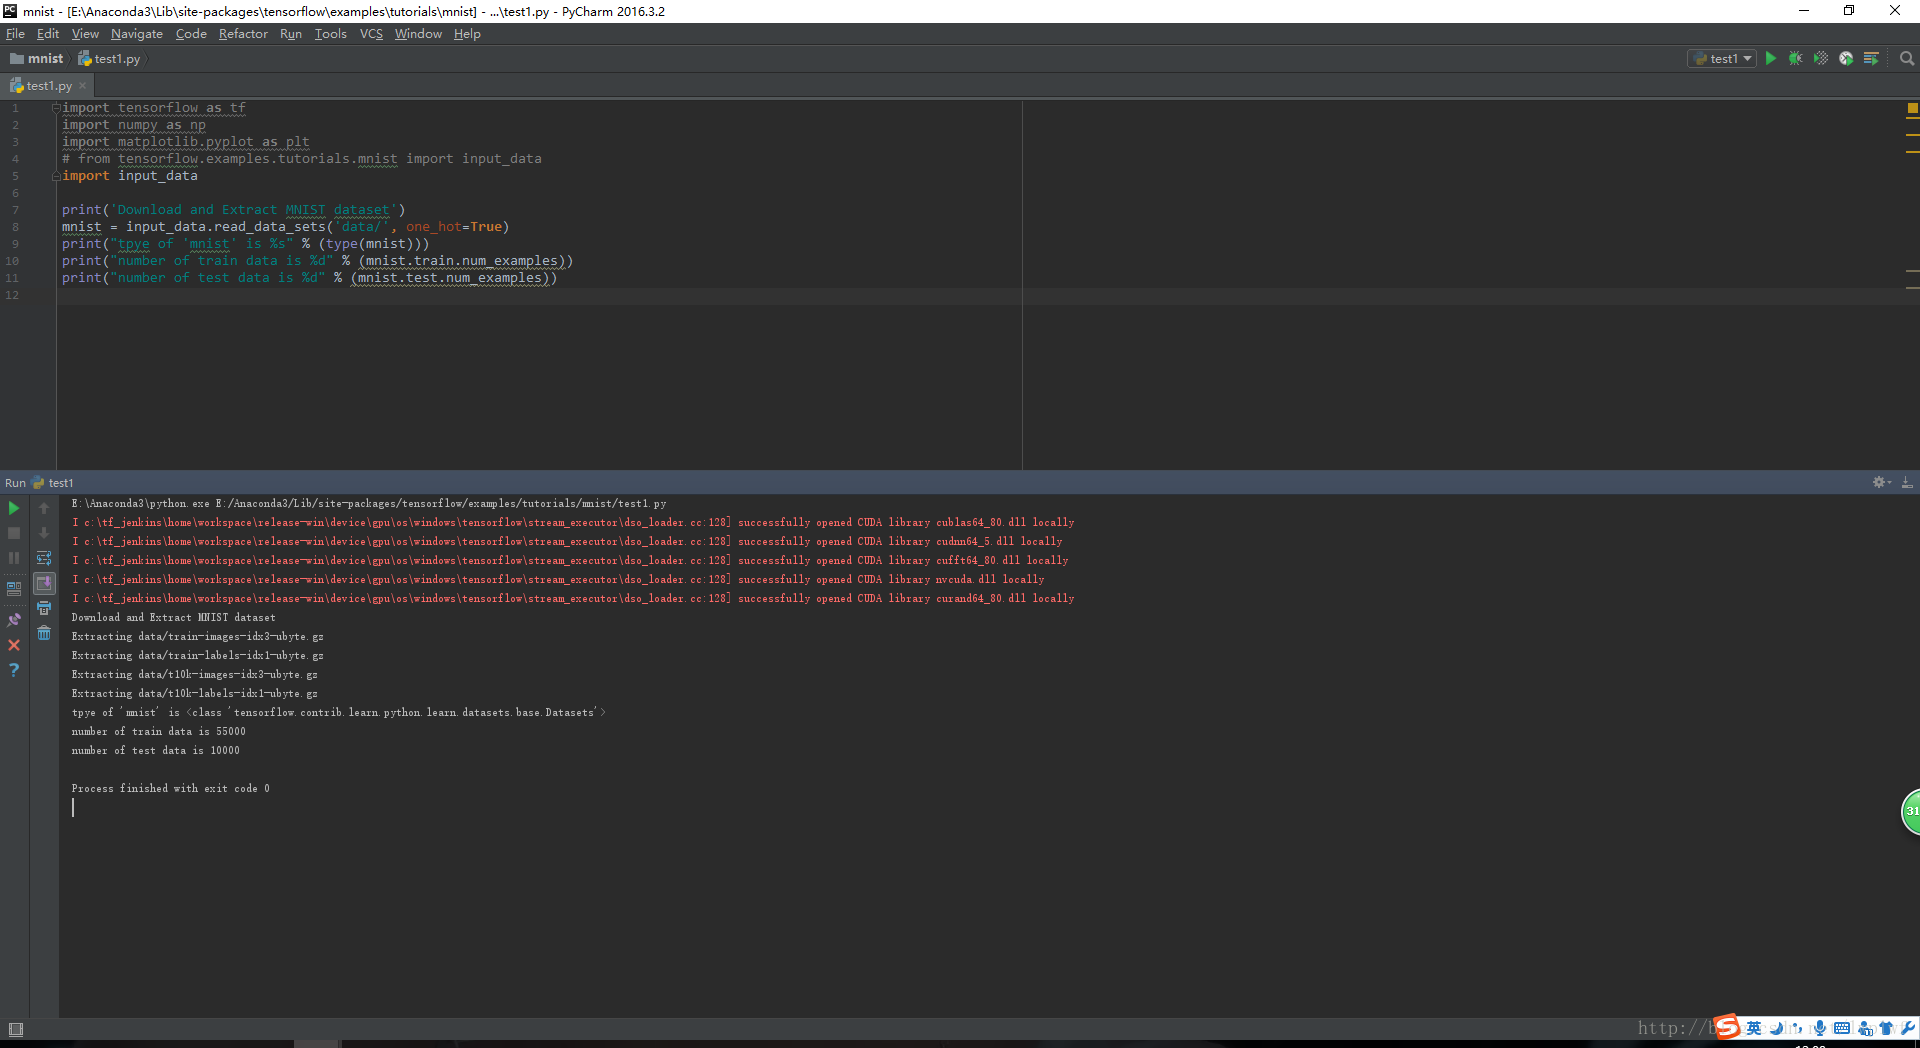 mnist - [E:\Anaconda3\Lib\site-packages\tensorflow\examples\tutorials\mnist] - ...\test1.py - PyCharm 2016.3.2
File Edit View Navigate Code Refactor Run Tools VCS Window Help
mnist test1.py test1
test1.py
1 import tensorflow as tf
2 import numpy as np
3 import matplotlib.pyplot as plt
4 # from tensorflow.examples.tutorials.mnist import input_data
5 import input_data
6
7 print('Download and Extract MNIST dataset')
8 mnist = input_data.read_data_sets('data/', one_hot=True)
9 print("tpye of 'mnist' is %s" % (type(mnist)))
10 print("number of train data is %d" % (mnist.train.num_examples))
11 print("number of test data is %d" % (mnist.test.num_examples))
12
Run test1
E:\Anaconda3\python.exe E:/Anaconda3/Lib/site-packages/tensorflow/examples/tutorials/mnist/test1.py
I c:\tf_jenkins\home\workspace\release-win\device\gpu\os\windows\tensorflow\stream_executor\dso_loader.cc:128] successfully opened CUDA library cublas64_80.dll locally
I c:\tf_jenkins\home\workspace\release-win\device\gpu\os\windows\tensorflow\stream_executor\dso_loader.cc:128] successfully opened CUDA library cudnn64_5.dll locally
I c:\tf_jenkins\home\workspace\release-win\device\gpu\os\windows\tensorflow\stream_executor\dso_loader.cc:128] successfully opened CUDA library cufft64_80.dll locally
I c:\tf_jenkins\home\workspace\release-win\device\gpu\os\windows\tensorflow\stream_executor\dso_loader.cc:128] successfully opened CUDA library nvcuda.dll locally
I c:\tf_jenkins\home\workspace\release-win\device\gpu\os\windows\tensorflow\stream_executor\dso_loader.cc:128] successfully opened CUDA library curand64_80.dll locally
Download and Extract MNIST dataset
Extracting data/train-images-idx3-ubyte.gz
Extracting data/train-labels-idx1-ubyte.gz
Extracting data/t10k-images-idx3-ubyte.gz
Extracting data/t10k-labels-idx1-ubyte.gz
tpye of 'mnist' is <class 'tensorflow.contrib.learn.python.learn.datasets.base.Datasets'>
number of train data is 55000
number of test data is 10000
Process finished with exit code 0
31
英